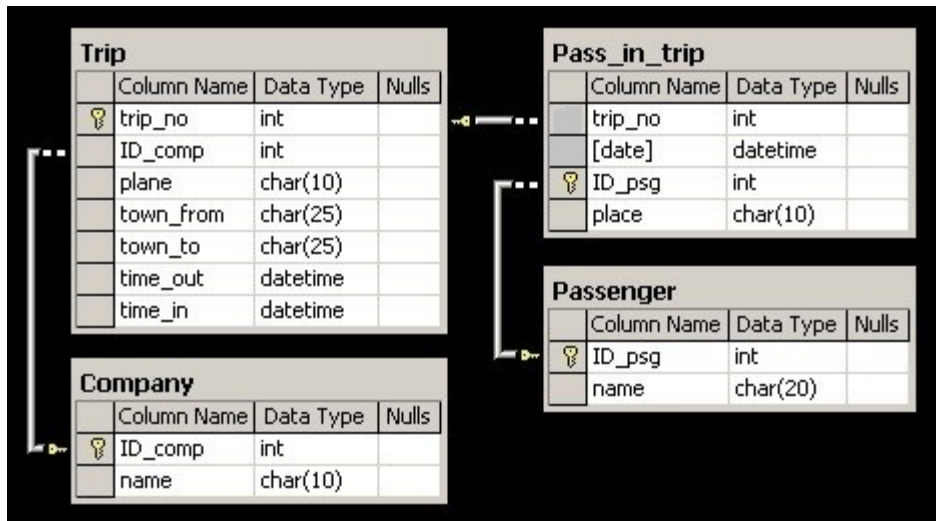 Trip
Column Name Data Type Nulls
trip_no int
ID_comp int
plane char(10)
town_from char(25)
town_to char(25)
time_out datetime
time_in datetime
Company
Column Name Data Type Nulls
ID_comp int
name char(10)
Pass_in_trip
Column Name Data Type Nulls
trip_no int
[date] datetime
ID_psg int
place char(10)
Passenger
Column Name Data Type Nulls
ID_psg int
name char(20)